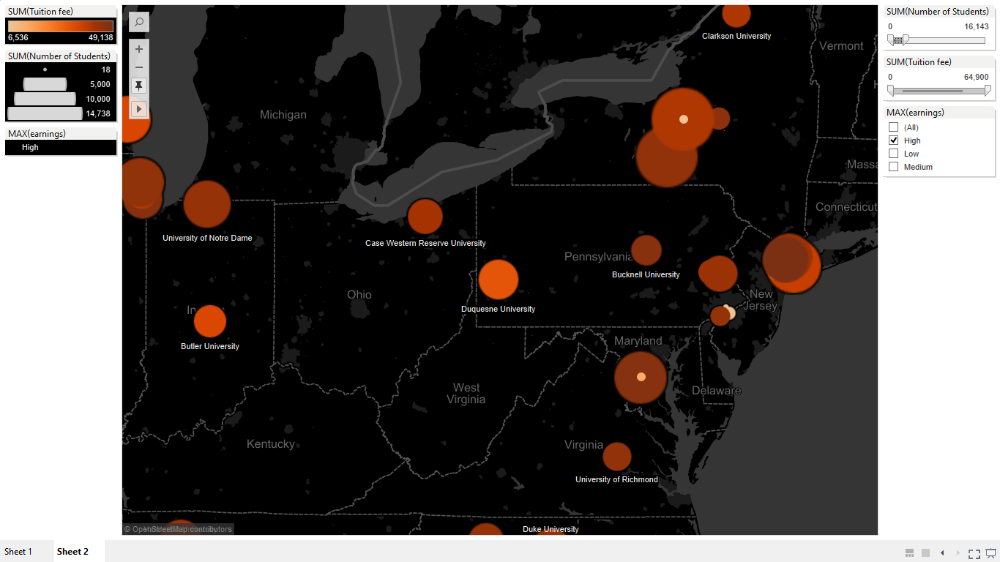 SUM(Tuition fee)
6,536 49,138
SUM(Number of Students)
18
5,000
10,000
14,738
MAX(earnings)
High
Clarkson University
Vermont
Michigan
Massa
Connecticut
University of Notre Dame
Case Western Reserve University
Pennsylvania
Bucknell University
Ohio
New
Jersey
Duquesne University
Butler University
Maryland
West
Virginia
Delaware
Kentucky
Virginia
University of Richmond
© OpenStreetMap contributors
Duke University
SUM(Number of Students)
0 16,143
SUM(Tuition fee)
0 64,900
MAX(earnings)
(All)
High
Low
Medium
Sheet 1 Sheet 2